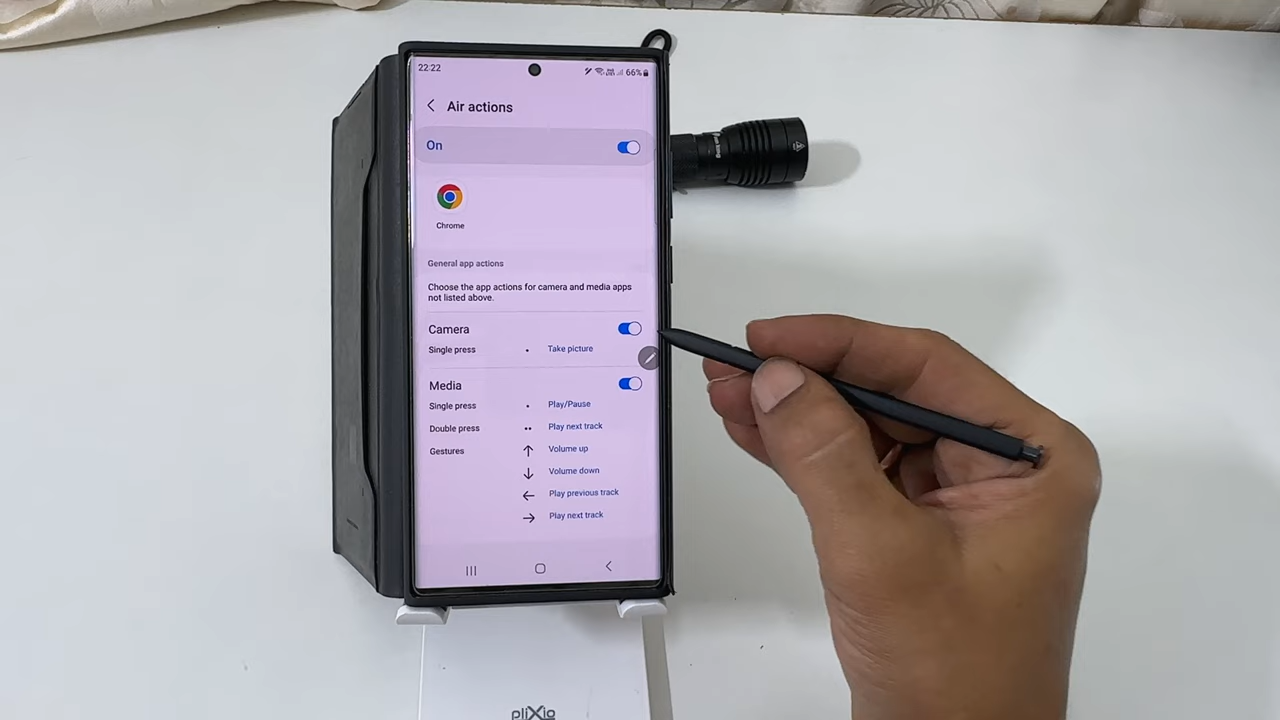 22:22
66%
Air actions
On
Chrome
General app actions
Choose the app actions for camera and media apps
not listed above.
Camera
Single press
Take picture
Media
Single press
Play/Pause
Double press
Play next track
Gestures
Volume up
Volume down
Play previous track
Play next track
pliXio